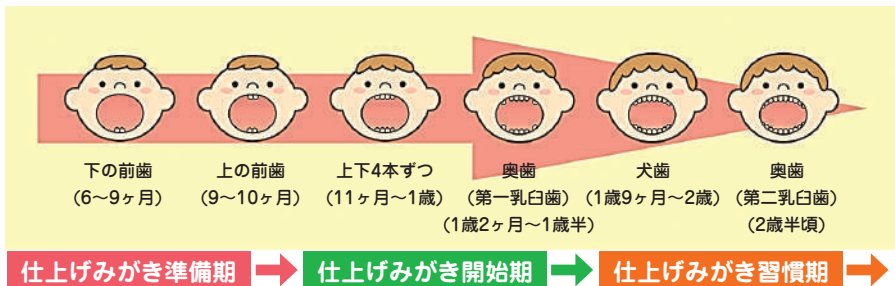 下の前歯
(6〜9ヶ月)
上の前歯
(9〜10ヶ月)
上下4本ずつ
(11ヶ月〜1歳)
奥歯
(第一乳臼歯)
(1歳2ヶ月〜1歳半)
犬歯
(1歳9ヶ月〜2歳)
奥歯
(第二乳臼歯)
(2歳半頃)
仕上げみがき準備期
仕上げみがき開始期
仕上げみがき習慣期